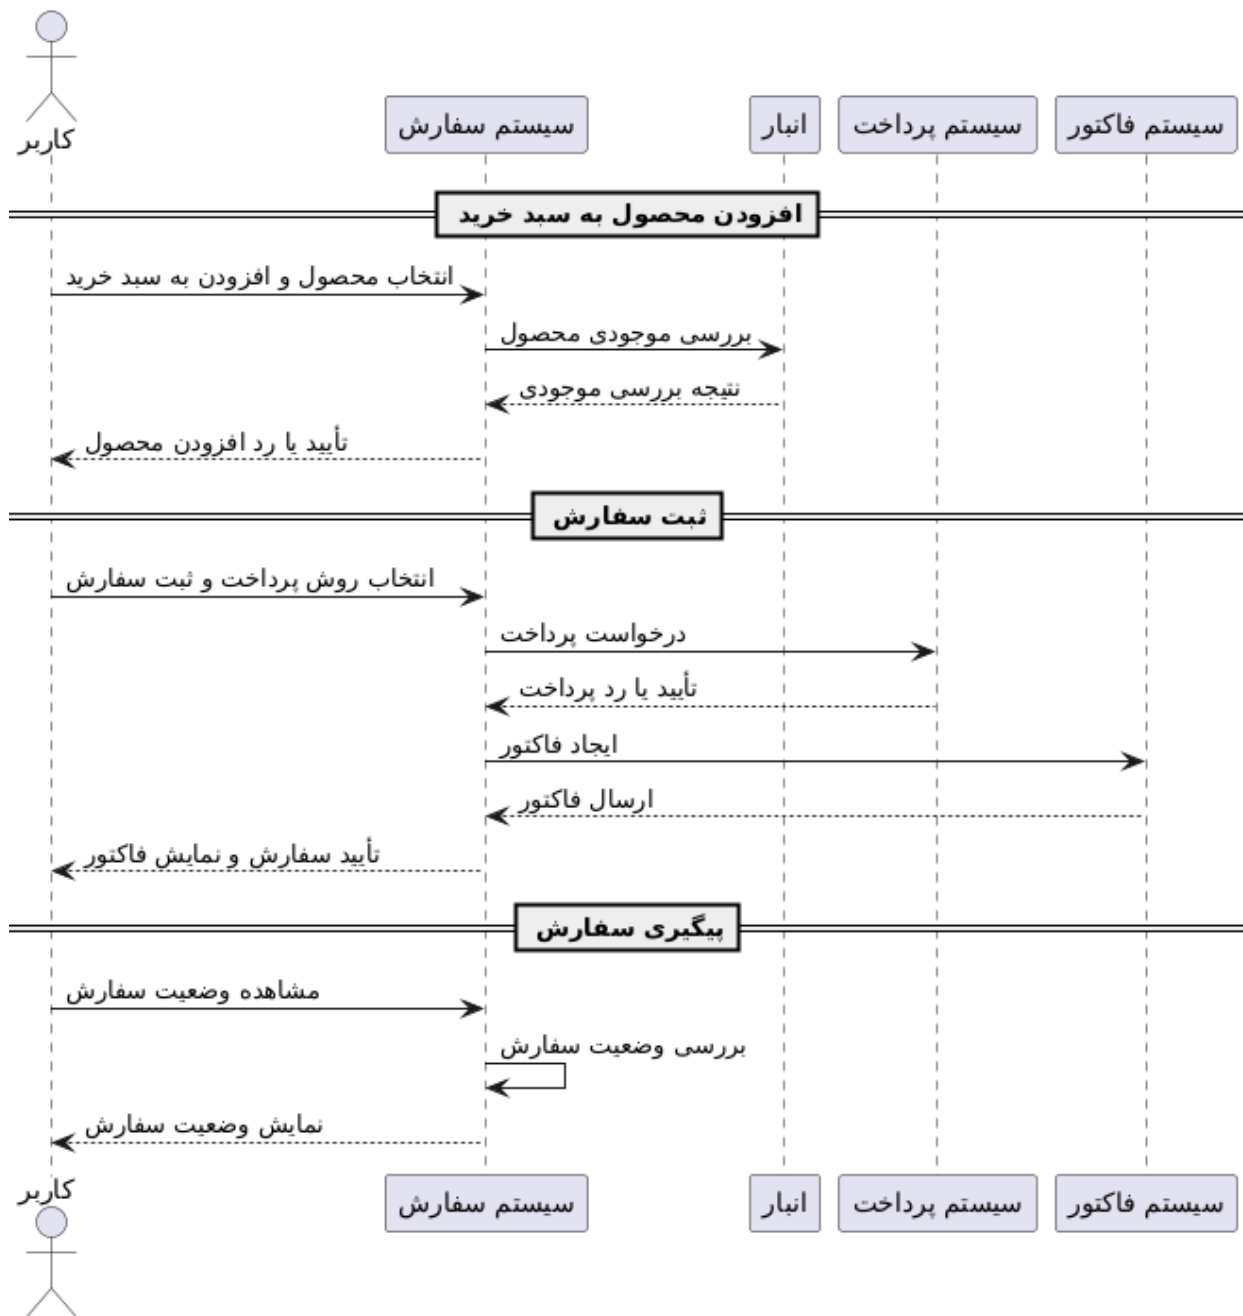 کاربر
سیستم سفارش
انبار
سیستم پرداخت
سیستم فاکتور
افزودن محصول به سبد خرید
انتخاب محصول و افزودن به سبد خرید
بررسی موجودی محصول
نتیجه بررسی موجودی
تأیید یا رد افزودن محصول
ثبت سفارش
انتخاب روش پرداخت و ثبت سفارش
درخواست پرداخت
تأیید یا رد پرداخت
ایجاد فاکتور
ارسال فاکتور
تأیید سفارش و نمایش فاکتور
پیگیری سفارش
مشاهده وضعیت سفارش
بررسی وضعیت سفارش
نمایش وضعیت سفارش
کاربر
سیستم سفارش
انبار
سیستم پرداخت
سیستم فاکتور